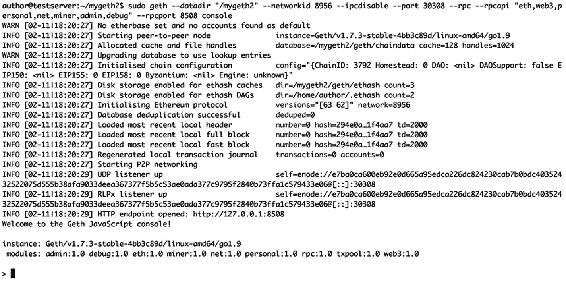 author@testserver:~/mygeth2$ sudo geth --datadir "/mygeth2" --networkid 8956 --ipcdisable --port 30308 --rpc --rpcapi "eth,web3,p
ersonal,net,miner,admin,debug" --rpcport 8508 console
WARN [02-11|18:20:27] No etherbase set and no accounts found as default
INFO [02-11|18:20:27] Starting peer-to-peer node instance=Geth/v1.7.3-stable-4bb3c89d/linux-amd64/go1.9
INFO [02-11|18:20:27] Allocated cache and file handles database=/mygeth2/geth/chaindata cache=128 handles=1024
WARN [02-11|18:20:27] Upgrading database to use lookup entries
INFO [02-11|18:20:27] Initialised chain configuration config="{ChainID: 3792 Homestead: 0 DAO: <nil> DAOSupport: false E
IP150: <nil> EIP155: 0 EIP158: 0 Byzantium: <nil> Engine: unknown}"
INFO [02-11|18:20:27] Disk storage enabled for ethash caches dir=/mygeth2/geth/ethash count=3
INFO [02-11|18:20:27] Disk storage enabled for ethash DAGs dir=/home/author/.ethash count=2
INFO [02-11|18:20:27] Initialising Ethereum protocol versions="[63 62]" network=8956
INFO [02-11|18:20:27] Database deduplication successful deduped=0
INFO [02-11|18:20:27] Loaded most recent local header number=0 hash=294e0a…1f4aa7 td=2000
INFO [02-11|18:20:27] Loaded most recent local full block number=0 hash=294e0a…1f4aa7 td=2000
INFO [02-11|18:20:27] Loaded most recent local fast block number=0 hash=294e0a…1f4aa7 td=2000
INFO [02-11|18:20:27] Regenerated local transaction journal transactions=0 accounts=0
INFO [02-11|18:20:27] Starting P2P networking
INFO [02-11|18:20:29] UDP listener up
INFO [02-11|18:20:29] RLPx listener up
INFO [02-11|18:20:29] HTTP endpoint opened: http://127.0.0.1:8508
Welcome to the Geth JavaScript console!
instance: Geth/v1.7.3-stable-4bb3c89d/linux-amd64/go1.9
modules: admin:1.0 debug:1.0 eth:1.0 miner:1.0 net:1.0 personal:1.0 rpc:1.0 txpool:1.0 web3:1.0
>